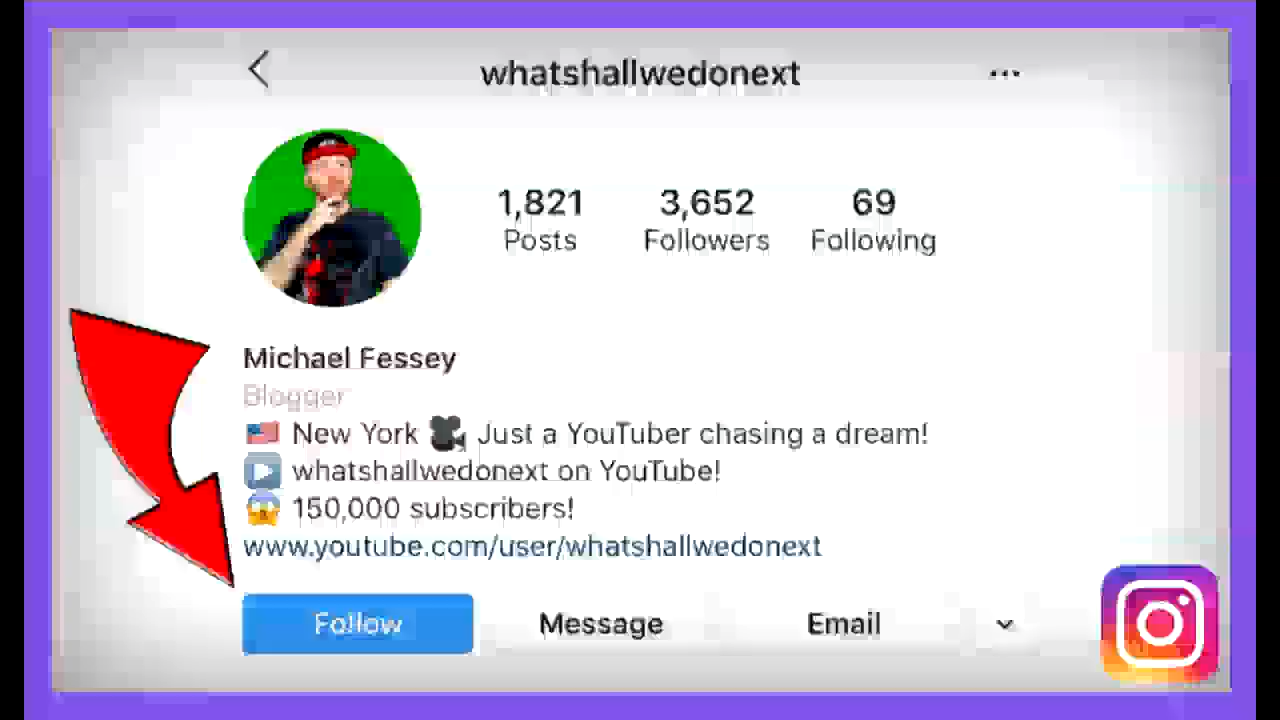 whatshallwedonext
1,821 3,652 69
Posts Followers Following
Michael Fessey
Blogger
🇺🇸 New York 🎥 Just a YouTuber chasing a dream!
▶️ whatshallwedonext on YouTube!
😱 150,000 subscribers!
www.youtube.com/user/whatshallwedonext
Follow Message Email